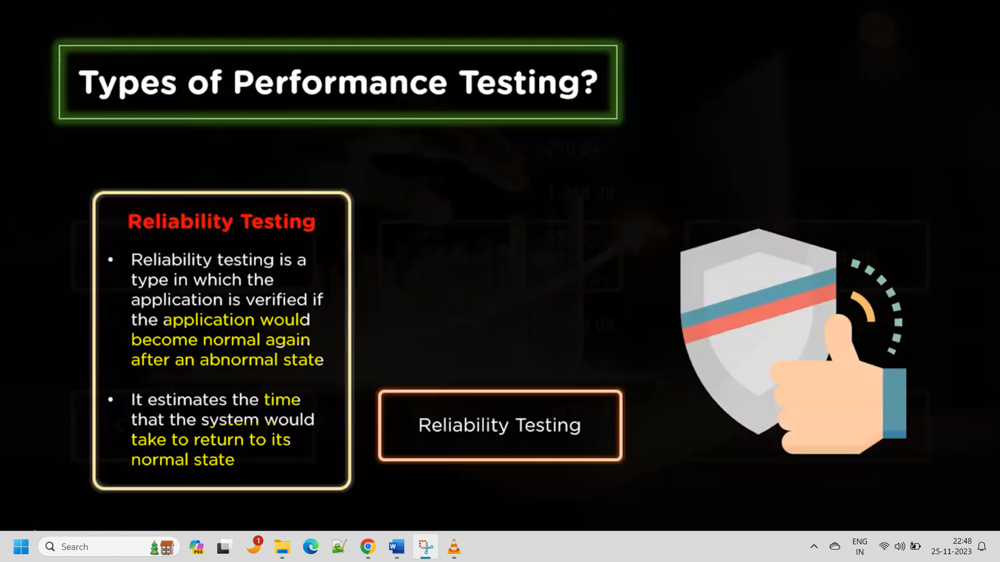 Types of Performance Testing?
Reliability Testing
• Reliability testing is a
type in which the
application is verified if
the application would
become normal again
after an abnormal state
• It estimates the time
that the system would
take to return to its
normal state
Reliability Testing
Search
PRE
1
ENG
IN
22:48
25-11-2023